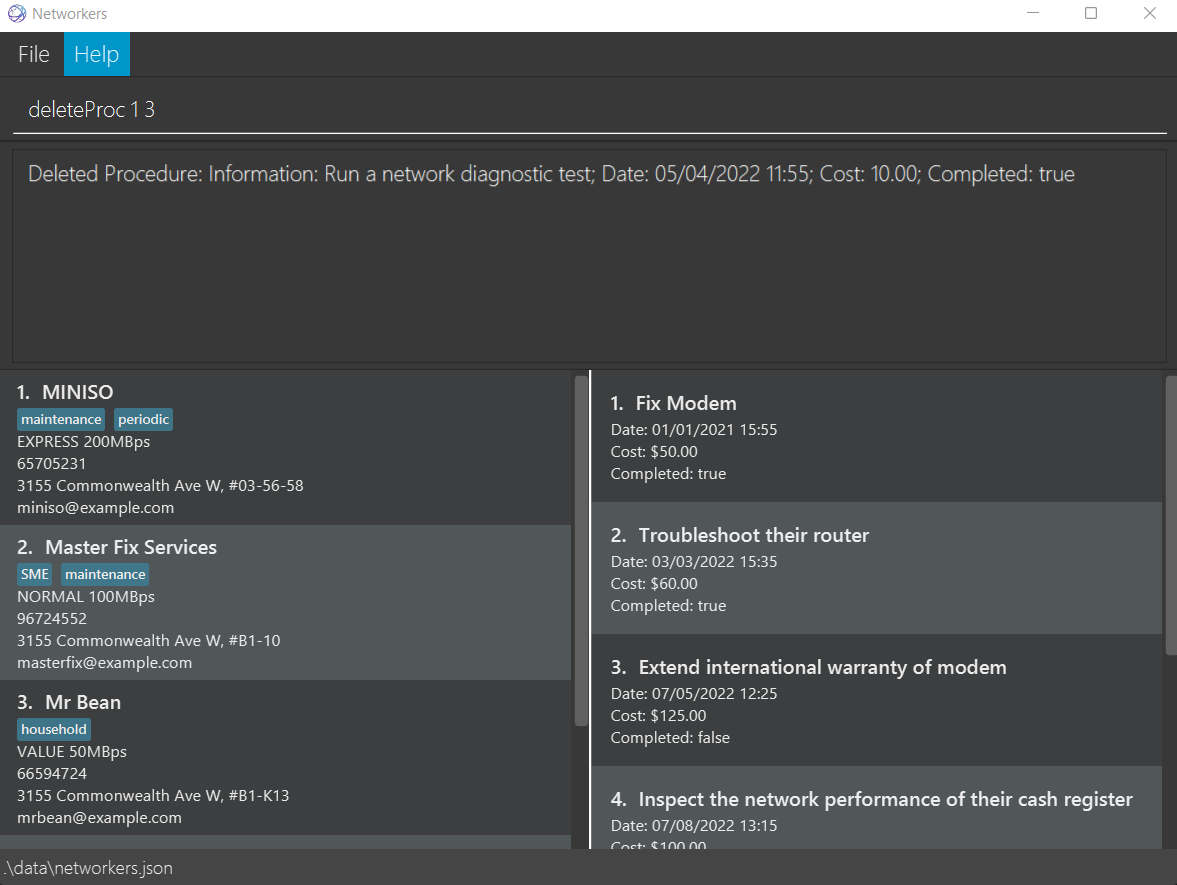 Networkers
File Help
deleteProc 1 3
Deleted Procedure: Information: Run a network diagnostic test; Date: 05/04/2022 11:55; Cost: 10.00; Completed: true
1. MINISO
maintenance periodic
EXPRESS 200MBps
65705231
3155 Commonwealth Ave W, #03-56-58
miniso@example.com
2. Master Fix Services
SME maintenance
NORMAL 100MBps
96724552
3155 Commonwealth Ave W, #B1-10
masterfix@example.com
3. Mr Bean
household
VALUE 50MBps
66594724
3155 Commonwealth Ave W, #B1-K13
mrbean@example.com
1. Fix Modem
Date: 01/01/2021 15:55
Cost: $50.00
Completed: true
2. Troubleshoot their router
Date: 03/03/2022 15:35
Cost: $60.00
Completed: true
3. Extend international warranty of modem
Date: 07/05/2022 12:25
Cost: $125.00
Completed: false
4. Inspect the network performance of their cash register
Date: 07/08/2022 13:15
Cost: $100.00
.\data\networkers.json